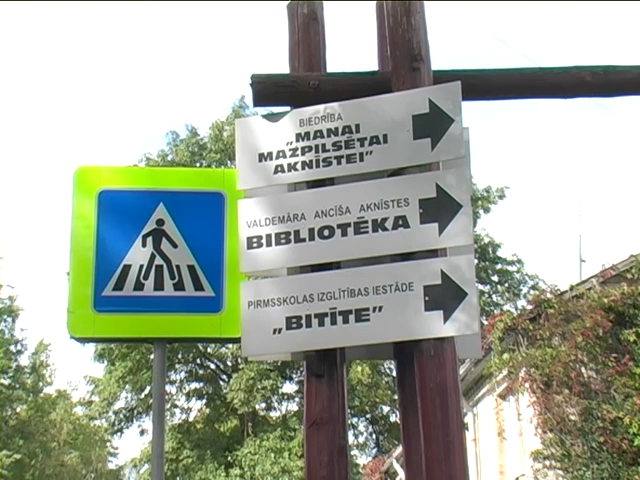 BIEDRĪBA
„MANAI
MAZPILSĒTAI
AKNĪSTEI”
VALDEMĀRA ANCĪŠA AKNĪSTES
BIBLIOTĒKA
PIRMSSKOLAS IZGLĪTĪBAS IESTĀDE
„BITĪTE”